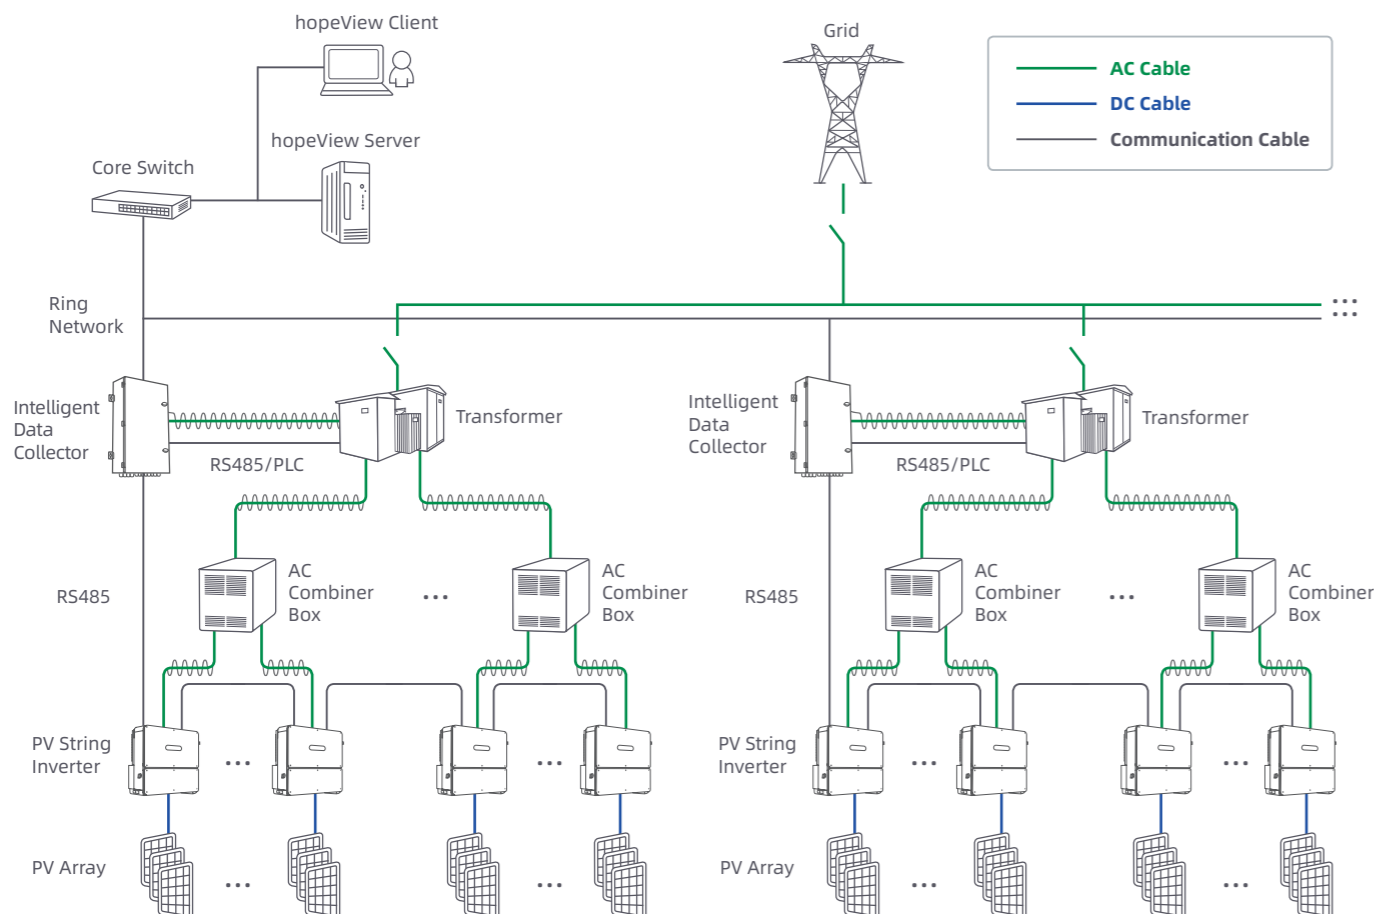 hopeView Client
Grid
AC Cable
DC Cable
Communication Cable
hopeView Server
Core Switch
Ring
Network
Intelligent
Data
Collector
Transformer
RS485/PLC
Intelligent
Data
Collector
Transformer
RS485/PLC
RS485
AC
Combiner
Box
...
AC
Combiner
Box
RS485
AC
Combiner
Box
...
AC
Combiner
Box
PV String
Inverter
...
...
PV String
Inverter
...
...
PV Array
...
...
PV Array
...
...